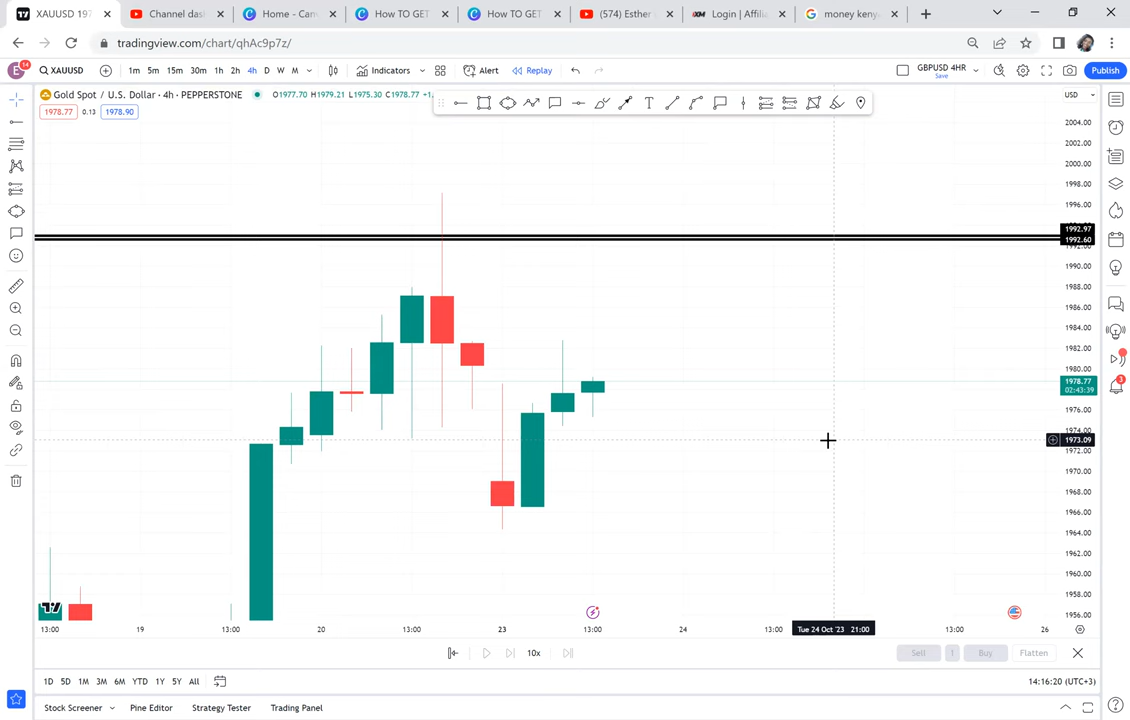 XAUUSD 197
Channel das
Home - Can
How TO GET
How TO GET
(574) Esther
XM Login | Affilia
money keny
tradingview.com/chart/qhAc9p7z/
E 14 XAUUSD 1m 5m 15m 30m 1h 2h 4h D W M Indicators Alert Replay GBPUSD 4HR Save Publish
Gold Spot / U.S. Dollar · 4h · PEPPERSTONE O1977.70 H1979.21 L1975.30 C1978.77 USD
1978.77 0.13 1978.90
2004.00
2002.00
2000.00
1998.00
1996.00
1992.97
1992.60
1990.00
1988.00
1986.00
1984.00
1982.00
1980.00
1978.77
02:43:39
1976.00
1974.00
1973.09
1972.00
1970.00
1968.00
1966.00
1964.00
1962.00
1960.00
1958.00
1956.00
13:00 19 13:00 20 13:00 23 13:00 24 13:00 Tue 24 Oct '23 21:00 13:00 26
10x Sell 1 Buy Flatten
1D 5D 1M 3M 6M YTD 1Y 5Y All 14:16:20 (UTC+3)
Stock Screener Pine Editor Strategy Tester Trading Panel